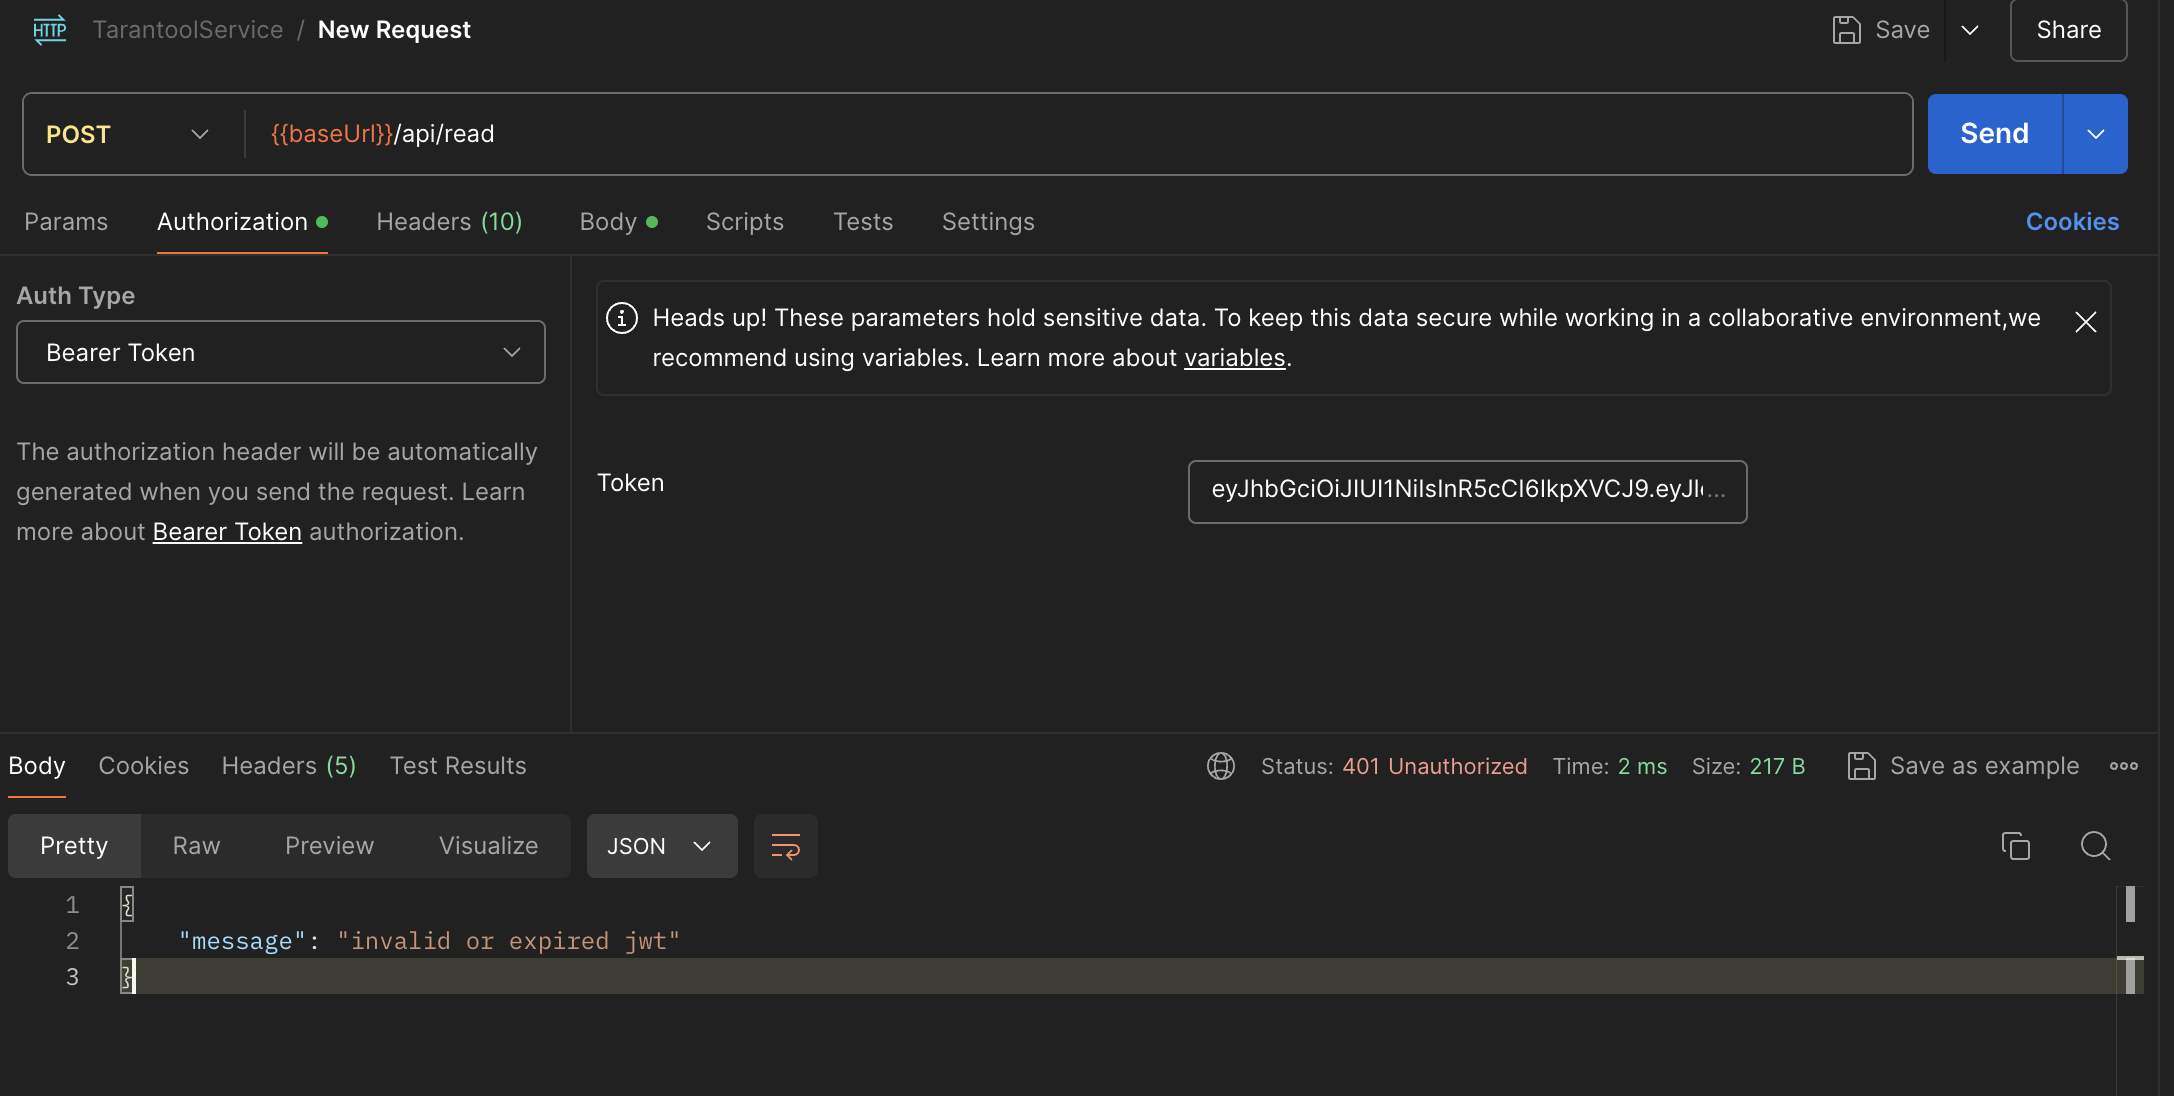 HTTP TarantoolService / New Request Save Share
POST {{baseUrl}}/api/read Send
Params Authorization Headers (10) Body Scripts Tests Settings Cookies
Auth Type
Bearer Token
The authorization header will be automatically
generated when you send the request. Learn
more about Bearer Token authorization.
Heads up! These parameters hold sensitive data. To keep this data secure while working in a collaborative environment,we
recommend using variables. Learn more about variables.
Token eyJhbGciOiJIUI1NiIsInR5cCI6IkpXVCJ9.eyJl...
Body Cookies Headers (5) Test Results Status: 401 Unauthorized Time: 2 ms Size: 217 B Save as example
Pretty Raw Preview Visualize JSON
1 {
2 "message": "invalid or expired jwt"
3 }